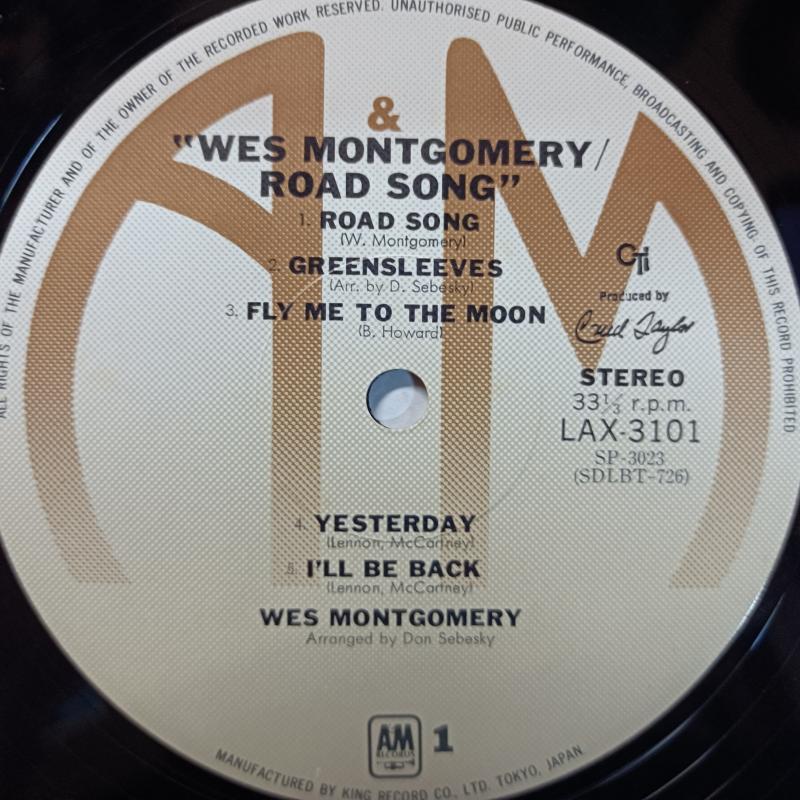 ALL RIGHTS OF THE MANUFACTURER AND OF THE OWNER OF THE RECORDED WORK RESERVED. UNAUTHORISED PUBLIC PERFORMANCE, BROADCASTING AND COPYING OF THIS RECORD PROHIBITED
&
"WES MONTGOMERY/
ROAD SONG"
1. ROAD SONG
(W. Montgomery)
2. GREENSLEEVES
(Arr. by D. Sebesky)
3. FLY ME TO THE MOON
(B. Howard)
CTi
Produced by
Creed Taylor
STEREO
33⅓ r.p.m.
LAX-3101
SP-3023
(SDLBT-726)
4. YESTERDAY
(Lennon, McCartney)
5. I'LL BE BACK
(Lennon, McCartney)
WES MONTGOMERY
Arranged by Don Sebesky
A&M
RECORDS
1
MANUFACTURED BY KING RECORD CO., LTD. TOKYO, JAPAN